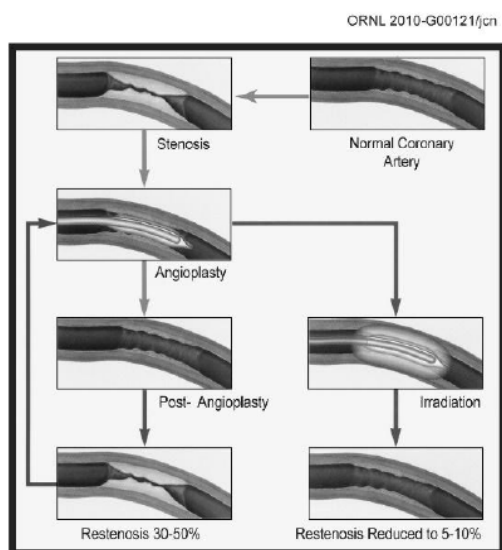 ORNL 2010-G00121/jcn
Stenosis
Normal Coronary
Artery
Angioplasty
Post- Angioplasty
Irradiation
Restenosis 30-50%
Restenosis Reduced to 5-10%